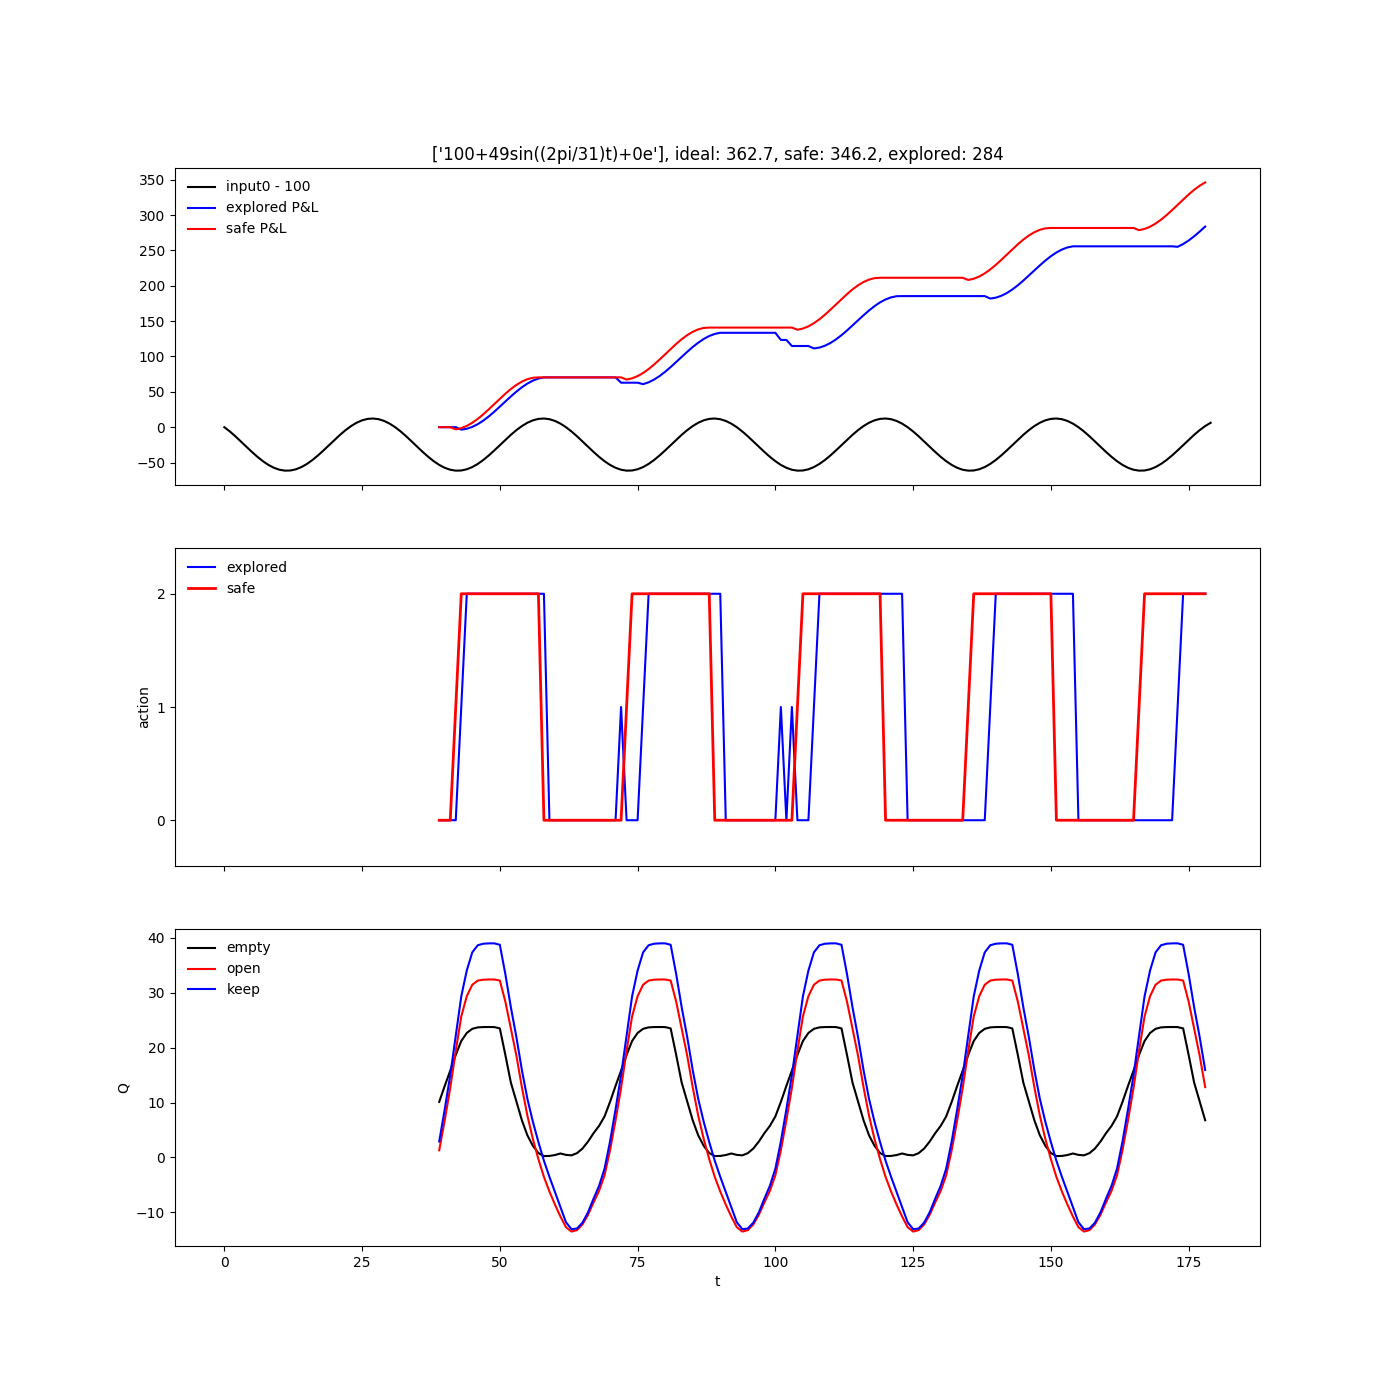 ['100+49sin((2pi/31)t)+0e'], ideal: 362.7, safe: 346.2, explored: 284
350
300
250
200
150
100
50
0
−50
input0 - 100
explored P&L
safe P&L
2
1
0
action
explored
safe
40
30
20
10
0
−10
Q
empty
open
keep
0 25 50 75 100 125 150 175
t